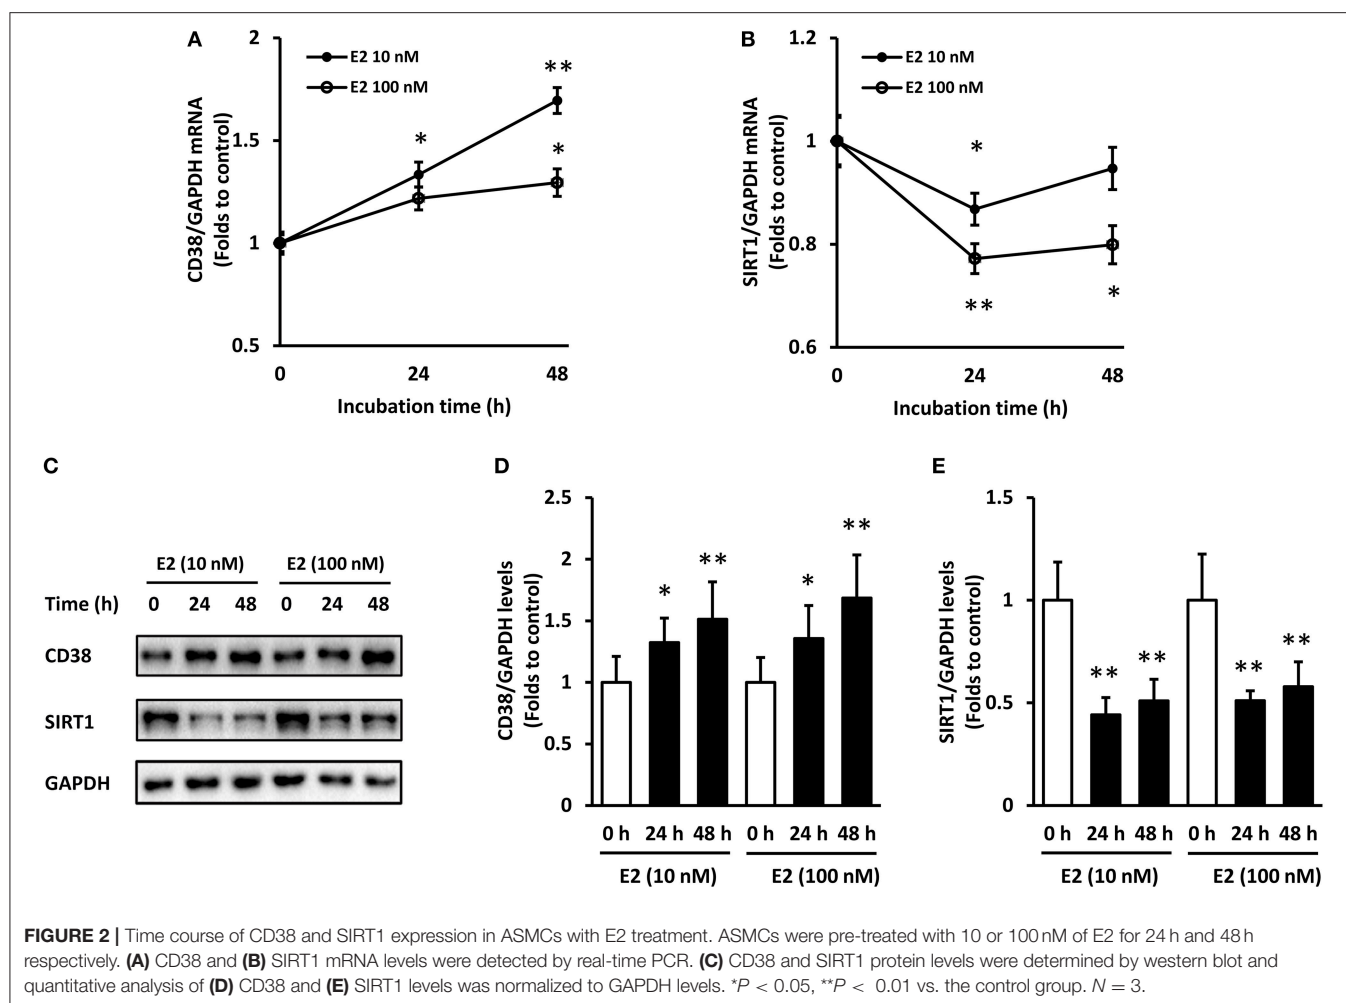 A
2
E2 10 nM
E2 100 nM
**
*
*
1.5
1
0.5
CD38/GAPDH mRNA
(Folds to control)
0
24
48
Incubation time (h)
B
1.2
E2 10 nM
E2 100 nM
*
**
*
1
0.8
0.6
SIRT1/GAPDH mRNA
(Folds to control)
0
24
48
Incubation time (h)
C
E2 (10 nM) E2 (100 nM)
Time (h) 0 24 48 0 24 48
CD38
SIRT1
GAPDH
D
2.5
2
1.5
1
0.5
0
CD38/GAPDH levels
(Folds to control)
* ** * **
0 h 24 h 48 h 0 h 24 h 48 h
E2 (10 nM) E2 (100 nM)
E
1.5
1
0.5
0
SIRT1/GAPDH levels
(Folds to control)
** ** ** **
0 h 24 h 48 h 0 h 24 h 48 h
E2 (10 nM) E2 (100 nM)
FIGURE 2 | Time course of CD38 and SIRT1 expression in ASMCs with E2 treatment. ASMCs were pre-treated with 10 or 100 nM of E2 for 24 h and 48 h
respectively. (A) CD38 and (B) SIRT1 mRNA levels were detected by real-time PCR. (C) CD38 and SIRT1 protein levels were determined by western blot and
quantitative analysis of (D) CD38 and (E) SIRT1 levels was normalized to GAPDH levels. *P < 0.05, **P < 0.01 vs. the control group. N = 3.